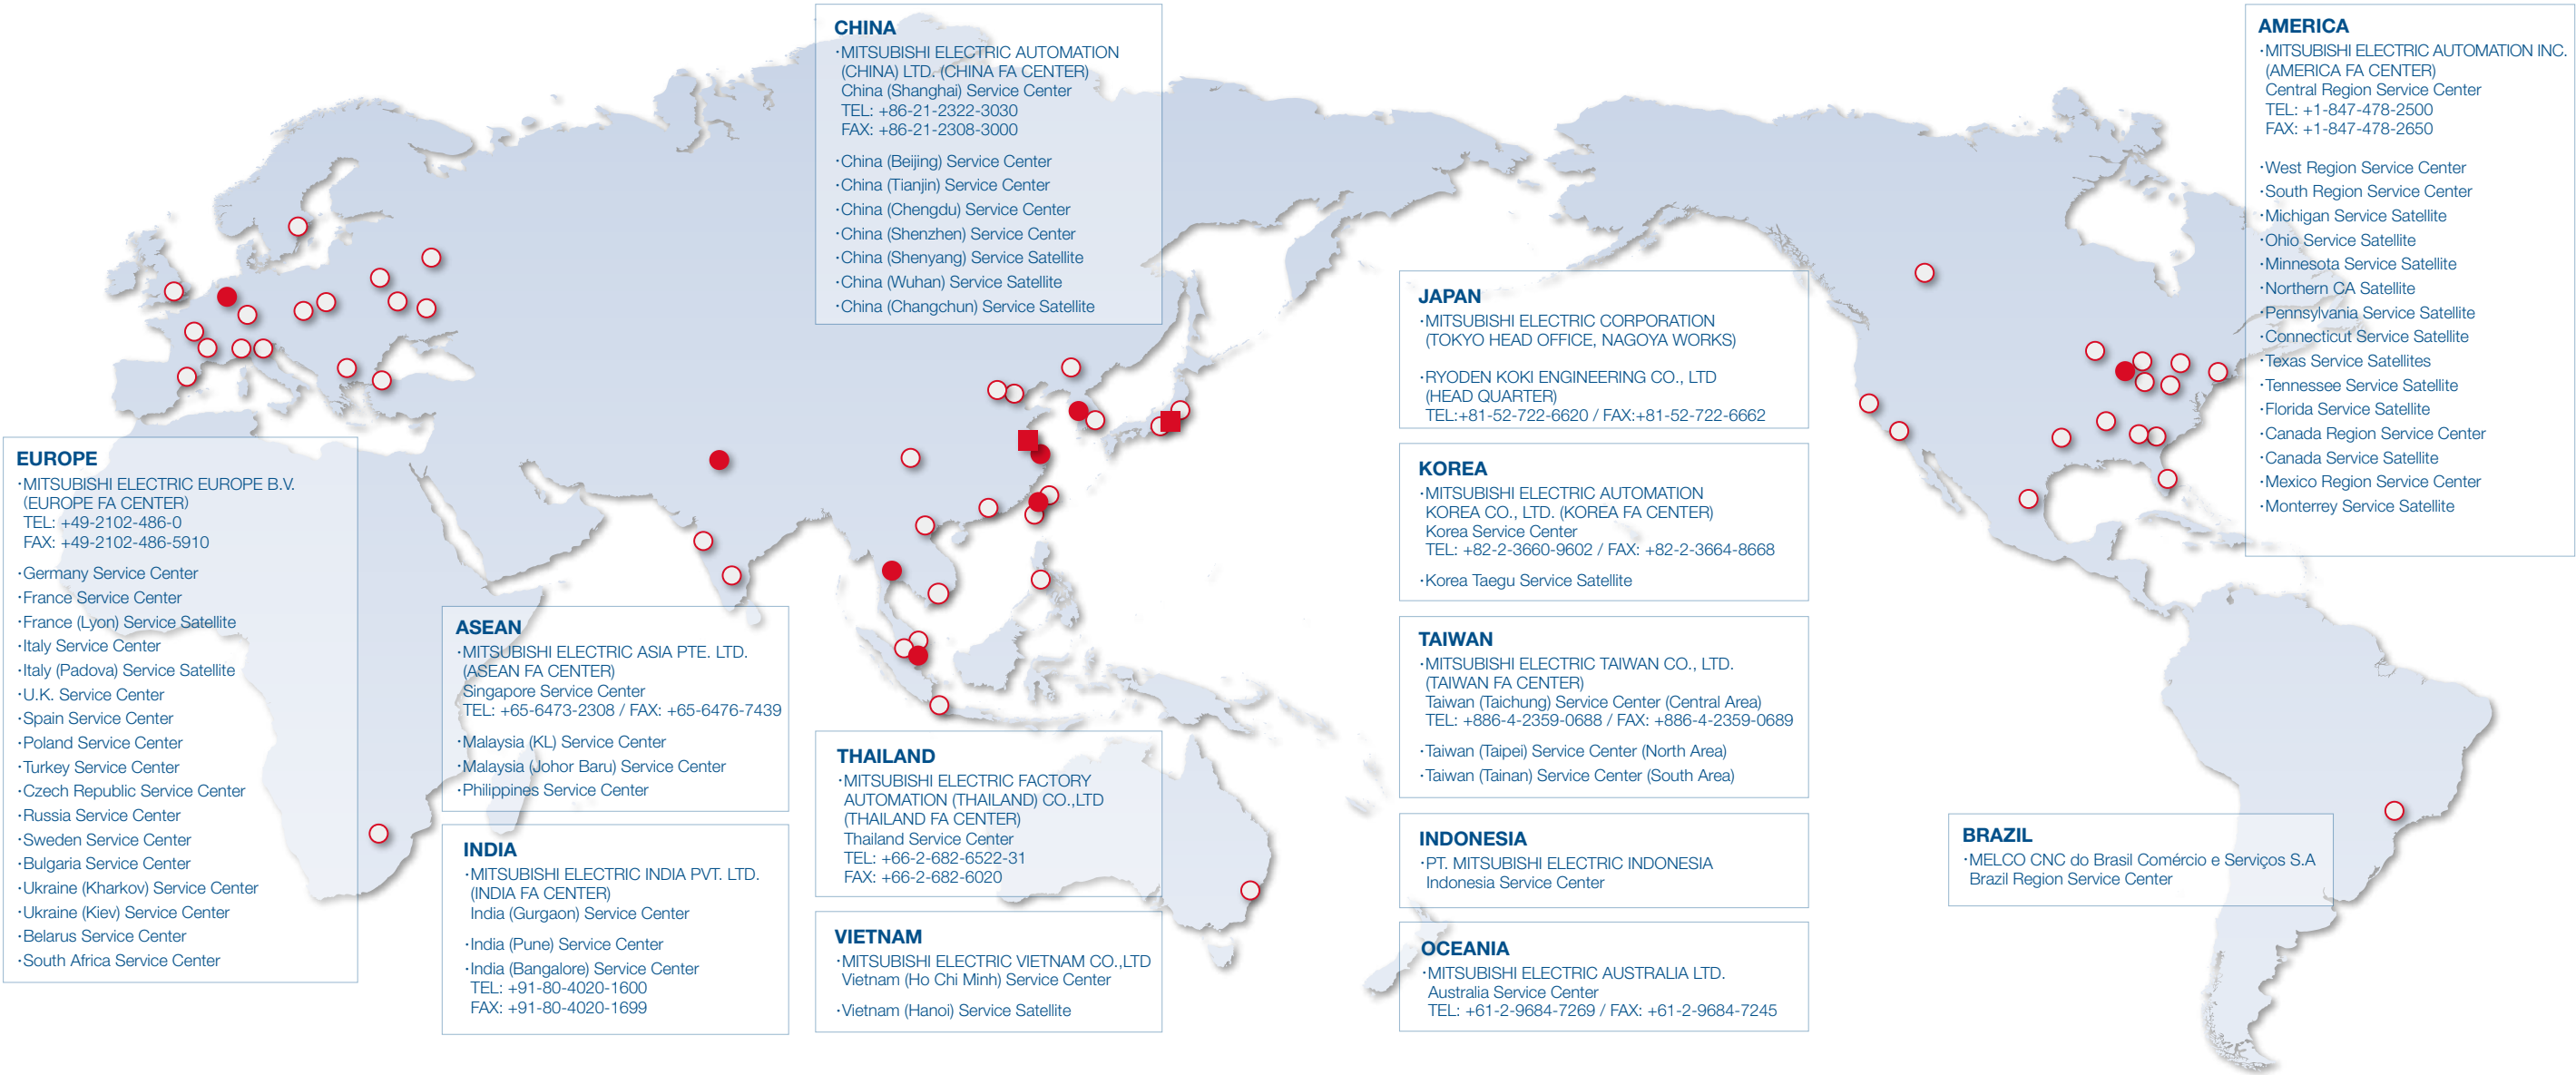 CHINA
·MITSUBISHI ELECTRIC AUTOMATION
(CHINA) LTD. (CHINA FA CENTER)
China (Shanghai) Service Center
TEL: +86-21-2322-3030
FAX: +86-21-2308-3000
·China (Beijing) Service Center
·China (Tianjin) Service Center
·China (Chengdu) Service Center
·China (Shenzhen) Service Center
·China (Shenyang) Service Satellite
·China (Wuhan) Service Satellite
·China (Changchun) Service Satellite
AMERICA
·MITSUBISHI ELECTRIC AUTOMATION INC.
(AMERICA FA CENTER)
Central Region Service Center
TEL: +1-847-478-2500
FAX: +1-847-478-2650
·West Region Service Center
·South Region Service Center
·Michigan Service Satellite
·Ohio Service Satellite
·Minnesota Service Satellite
·Northern CA Satellite
·Pennsylvania Service Satellite
·Connecticut Service Satellite
·Texas Service Satellites
·Tennessee Service Satellite
·Florida Service Satellite
·Canada Region Service Center
·Canada Service Satellite
·Mexico Region Service Center
·Monterrey Service Satellite
JAPAN
·MITSUBISHI ELECTRIC CORPORATION
(TOKYO HEAD OFFICE, NAGOYA WORKS)
·RYODEN KOKI ENGINEERING CO., LTD
(HEAD QUARTER)
TEL:+81-52-722-6620 / FAX:+81-52-722-6662
KOREA
·MITSUBISHI ELECTRIC AUTOMATION
KOREA CO., LTD. (KOREA FA CENTER)
Korea Service Center
TEL: +82-2-3660-9602 / FAX: +82-2-3664-8668
·Korea Taegu Service Satellite
TAIWAN
·MITSUBISHI ELECTRIC TAIWAN CO., LTD.
(TAIWAN FA CENTER)
Taiwan (Taichung) Service Center (Central Area)
TEL: +886-4-2359-0688 / FAX: +886-4-2359-0689
·Taiwan (Taipei) Service Center (North Area)
·Taiwan (Tainan) Service Center (South Area)
INDONESIA
·PT. MITSUBISHI ELECTRIC INDONESIA
Indonesia Service Center
OCEANIA
·MITSUBISHI ELECTRIC AUSTRALIA LTD.
Australia Service Center
TEL: +61-2-9684-7269 / FAX: +61-2-9684-7245
EUROPE
·MITSUBISHI ELECTRIC EUROPE B.V.
(EUROPE FA CENTER)
TEL: +49-2102-486-0
FAX: +49-2102-486-5910
·Germany Service Center
·France Service Center
·France (Lyon) Service Satellite
·Italy Service Center
·Italy (Padova) Service Satellite
·U.K. Service Center
·Spain Service Center
·Poland Service Center
·Turkey Service Center
·Czech Republic Service Center
·Russia Service Center
·Sweden Service Center
·Bulgaria Service Center
·Ukraine (Kharkov) Service Center
·Ukraine (Kiev) Service Center
·Belarus Service Center
·South Africa Service Center
ASEAN
·MITSUBISHI ELECTRIC ASIA PTE. LTD.
(ASEAN FA CENTER)
Singapore Service Center
TEL: +65-6473-2308 / FAX: +65-6476-7439
·Malaysia (KL) Service Center
·Malaysia (Johor Baru) Service Center
·Philippines Service Center
INDIA
·MITSUBISHI ELECTRIC INDIA PVT. LTD.
(INDIA FA CENTER)
India (Gurgaon) Service Center
·India (Pune) Service Center
·India (Bangalore) Service Center
TEL: +91-80-4020-1600
FAX: +91-80-4020-1699
THAILAND
·MITSUBISHI ELECTRIC FACTORY
AUTOMATION (THAILAND) CO.,LTD
(THAILAND FA CENTER)
Thailand Service Center
TEL: +66-2-682-6522-31
FAX: +66-2-682-6020
VIETNAM
·MITSUBISHI ELECTRIC VIETNAM CO.,LTD
Vietnam (Ho Chi Minh) Service Center
·Vietnam (Hanoi) Service Satellite
BRAZIL
·MELCO CNC do Brasil Comércio e Serviços S.A
Brazil Region Service Center